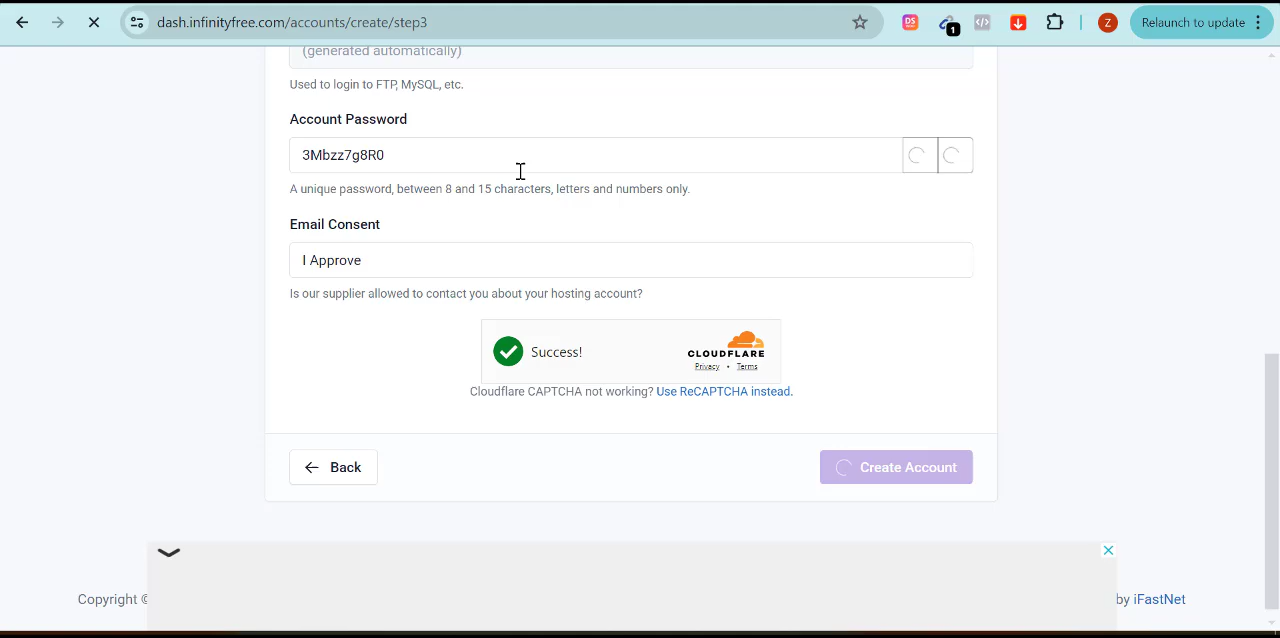 dash.infinityfree.com/accounts/create/step3
DS
1
Z
Relaunch to update
(generated automatically)
Used to login to FTP, MySQL, etc.
Account Password
3Mbzz7g8R0
A unique password, between 8 and 15 characters, letters and numbers only.
Email Consent
I Approve
Is our supplier allowed to contact you about your hosting account?
Success!
CLOUDFLARE
Privacy • Terms
Cloudflare CAPTCHA not working? Use ReCAPTCHA instead.
← Back
Create Account
Copyright ©
by iFastNet